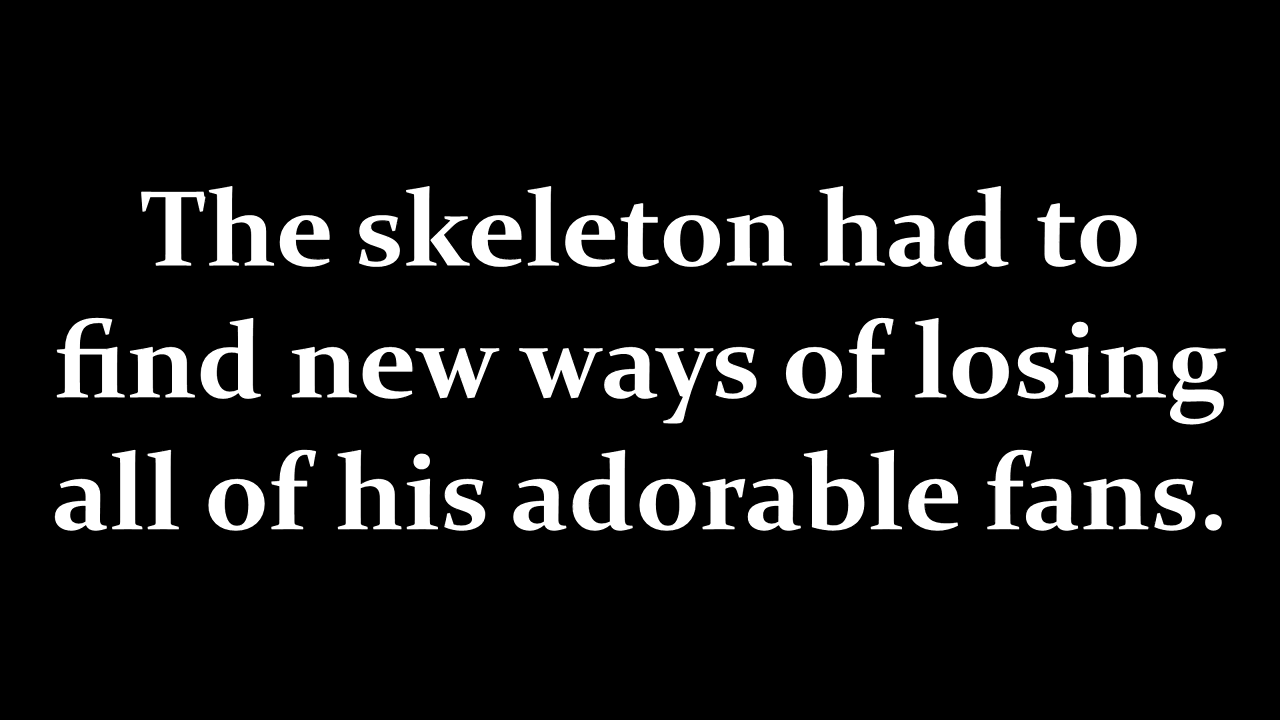 The skeleton had to
find new ways of losing
all of his adorable fans.